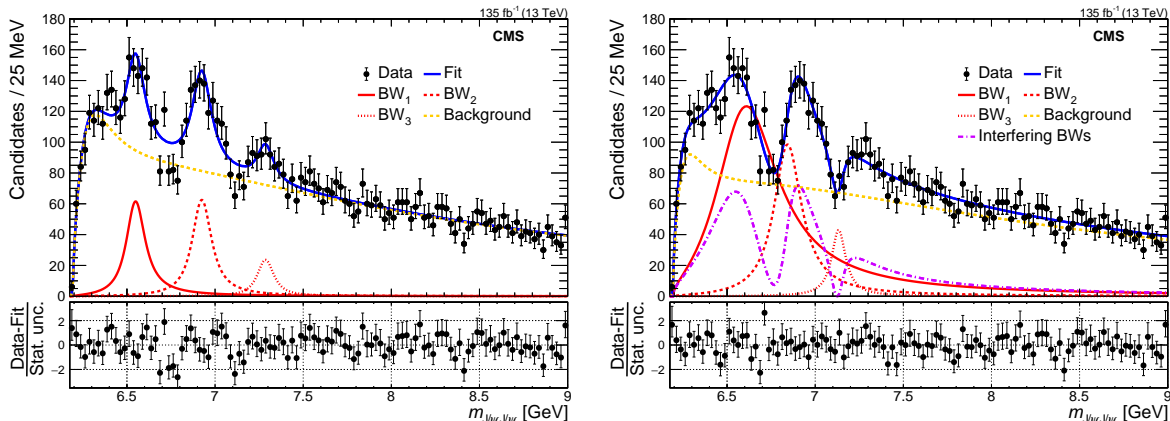 135 fb⁻¹ (13 TeV)
CMS
Candidates / 25 MeV
180
160
140
120
100
80
60
40
20
0
Data
Fit
BW₁
BW₂
BW₃
Background
Data-Fit
Stat. unc.
2
0
−2
6.5
7
7.5
8
8.5
9
m J/ψ J/ψ [GeV]
135 fb⁻¹ (13 TeV)
CMS
Candidates / 25 MeV
180
160
140
120
100
80
60
40
20
0
Data
Fit
BW₁
BW₂
BW₃
Background
Interfering BWs
Data-Fit
Stat. unc.
2
0
−2
6.5
7
7.5
8
8.5
9
m J/ψ J/ψ [GeV]